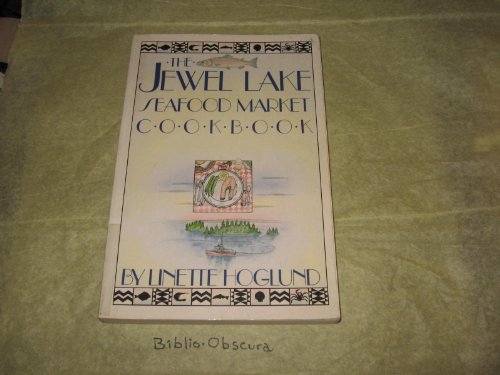 THE
JEWEL LAKE
SEAFOOD MARKET
C·O·O·K·B·O·O·K
BY LINETTE HOGLUND
Biblio·Obscura